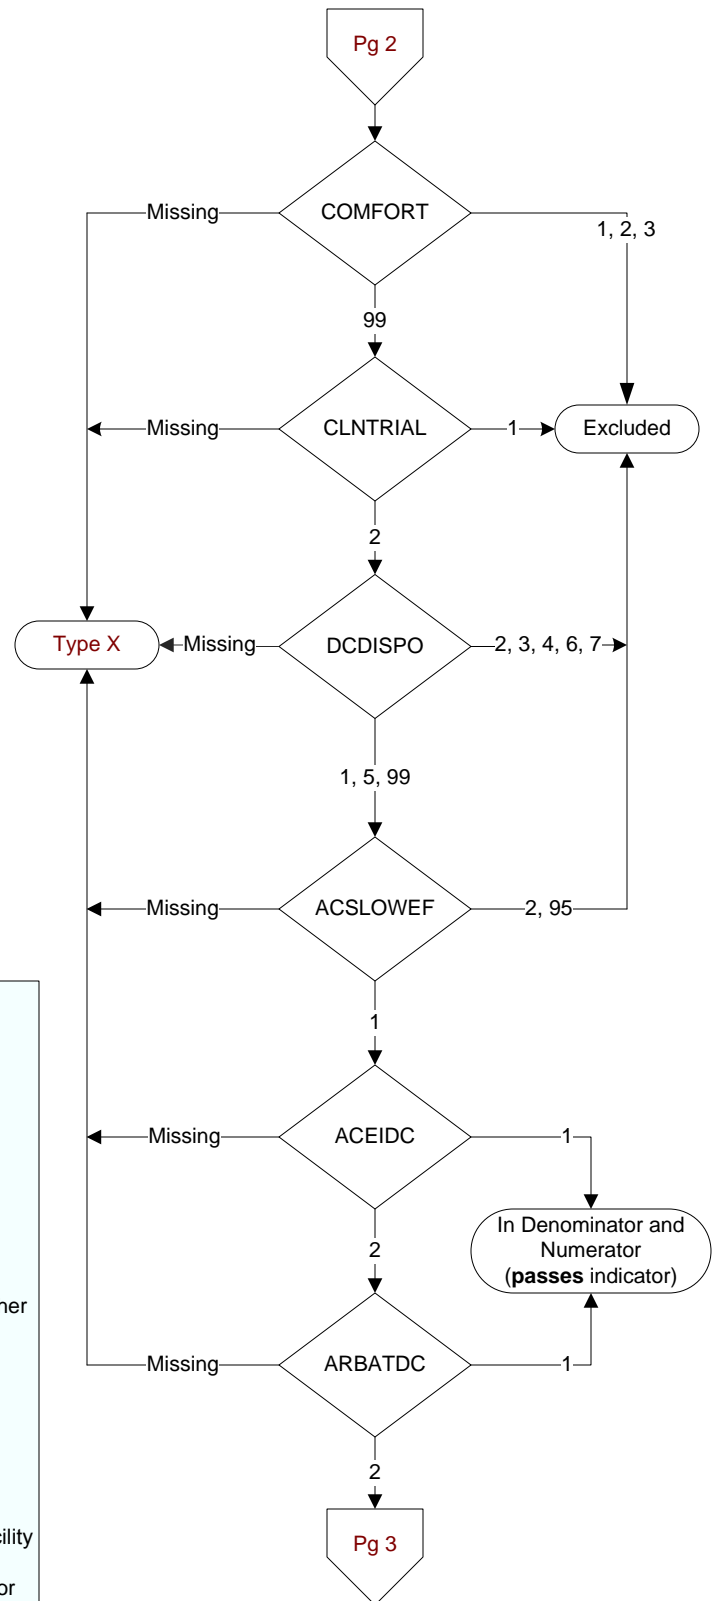 Pg 2
COMFORT
Missing
1, 2, 3
99
CLNTRIAL
Missing
1
Excluded
2
DCDISPO
Type X
Missing
2, 3, 4, 6, 7
1, 5, 99
ACSLOWEF
Missing
2, 95
1
ACEIDC
Missing
1
In Denominator and
Numerator
(passes indicator)
2
ARBATDC
Missing
1
2
Pg 3
or